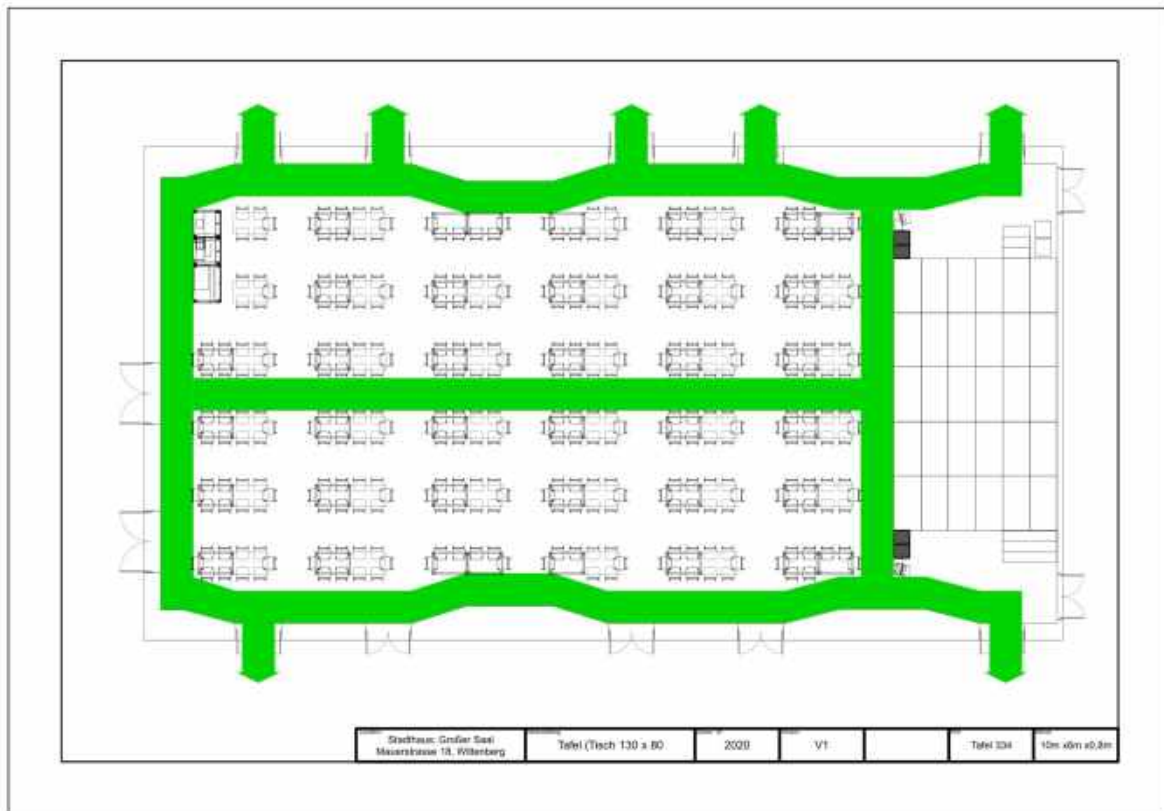 Stadthaus: Großer Saal
Mauerstrasse 18, Wittenberg
Tafel (Tisch 130 x 80
2020
V1
Tafel 334
10m x6m x0,8m